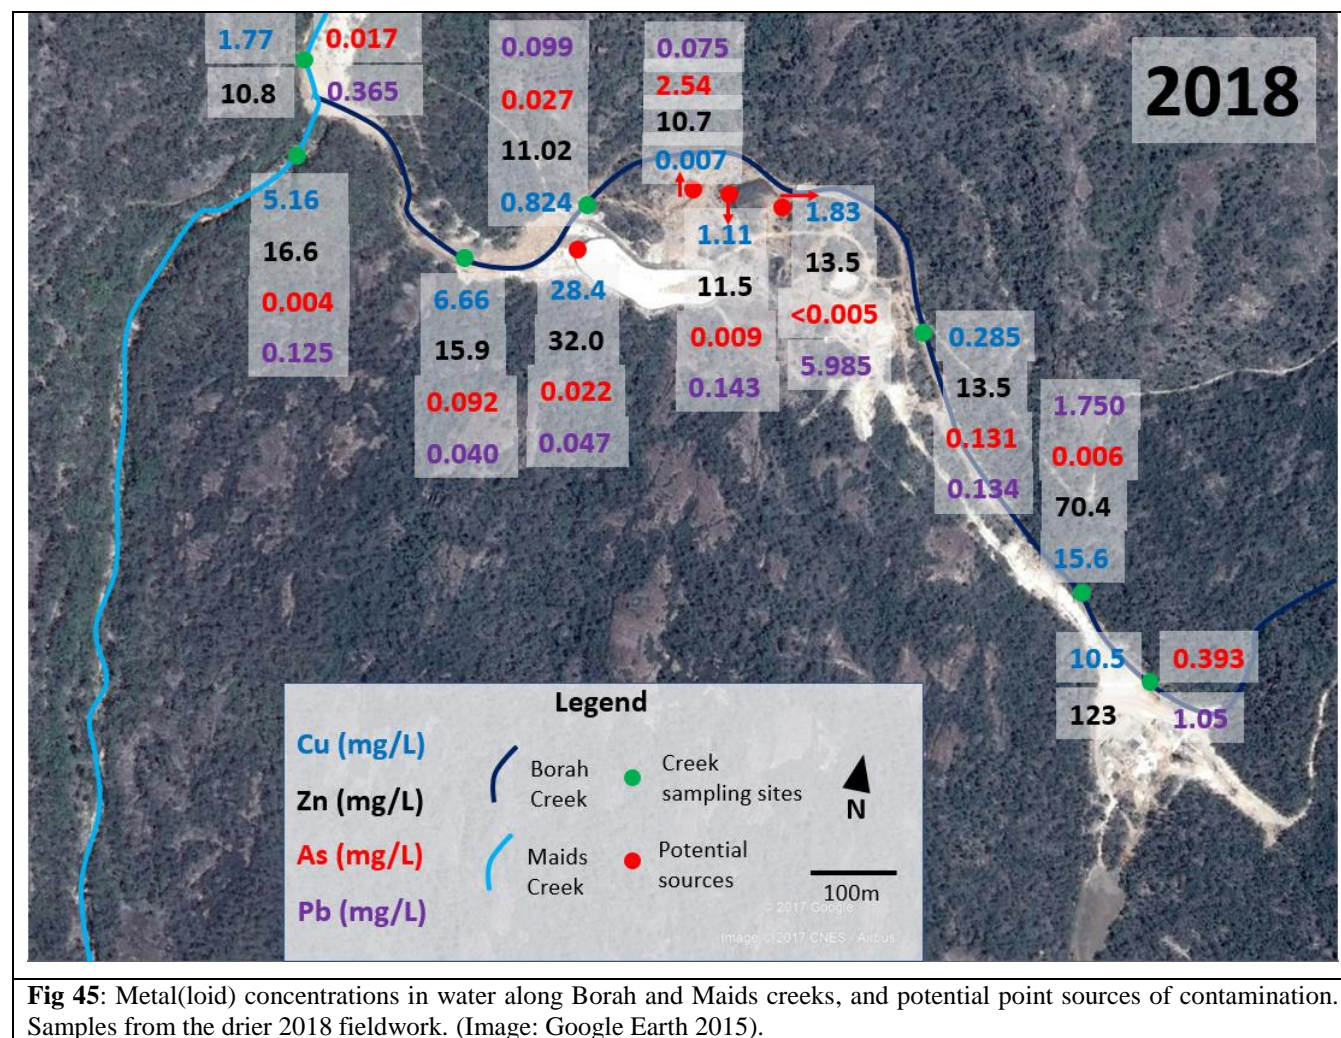 2018
1.77
0.017
10.8
0.365
0.099
0.027
11.02
0.824
0.075
2.54
10.7
0.007
5.16
16.6
0.004
0.125
6.66
15.9
0.092
0.040
28.4
32.0
0.022
0.047
1.11
11.5
0.009
0.143
1.83
13.5
<0.005
5.985
0.285
13.5
0.131
0.134
1.750
0.006
70.4
15.6
10.5
0.393
123
1.05
Legend
Cu (mg/L)
Zn (mg/L)
As (mg/L)
Pb (mg/L)
Borah
Creek
Maids
Creek
Creek
sampling sites
Potential
sources
N
100m
© 2017 Google
Image © 2017 CNES / Airbus
Fig 45: Metal(loid) concentrations in water along Borah and Maids creeks, and potential point sources of contamination.
Samples from the drier 2018 fieldwork. (Image: Google Earth 2015).